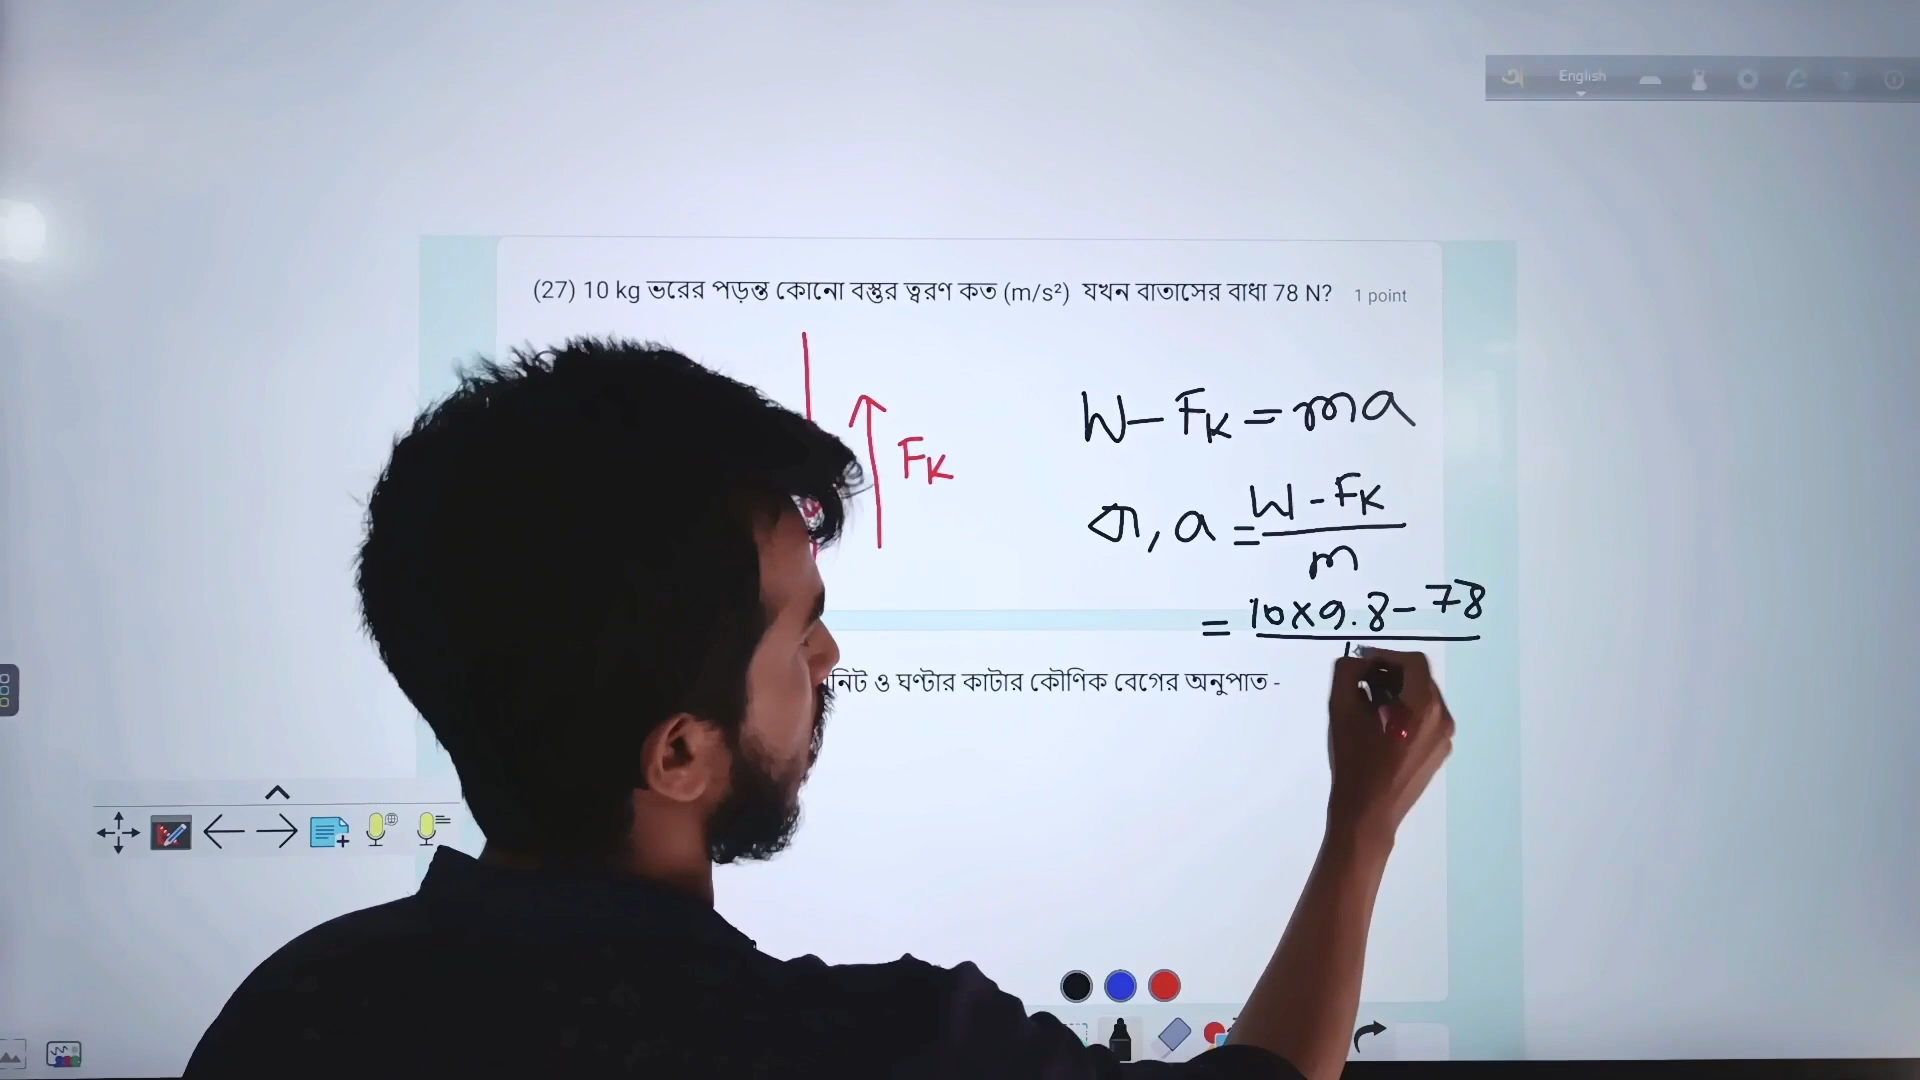 English
(27) 10 kg ভরের পড়ন্ত কোনো বস্তুর ত্বরণ কত (m/s²) যখন বাতাসের বাধা 78 N? 1 point
W - Fk = ma
Fk
বা, a = W - Fk
m
= 10×9.8 - 78
নিট ও ঘণ্টার কাটার কৌণিক বেগের অনুপাত -